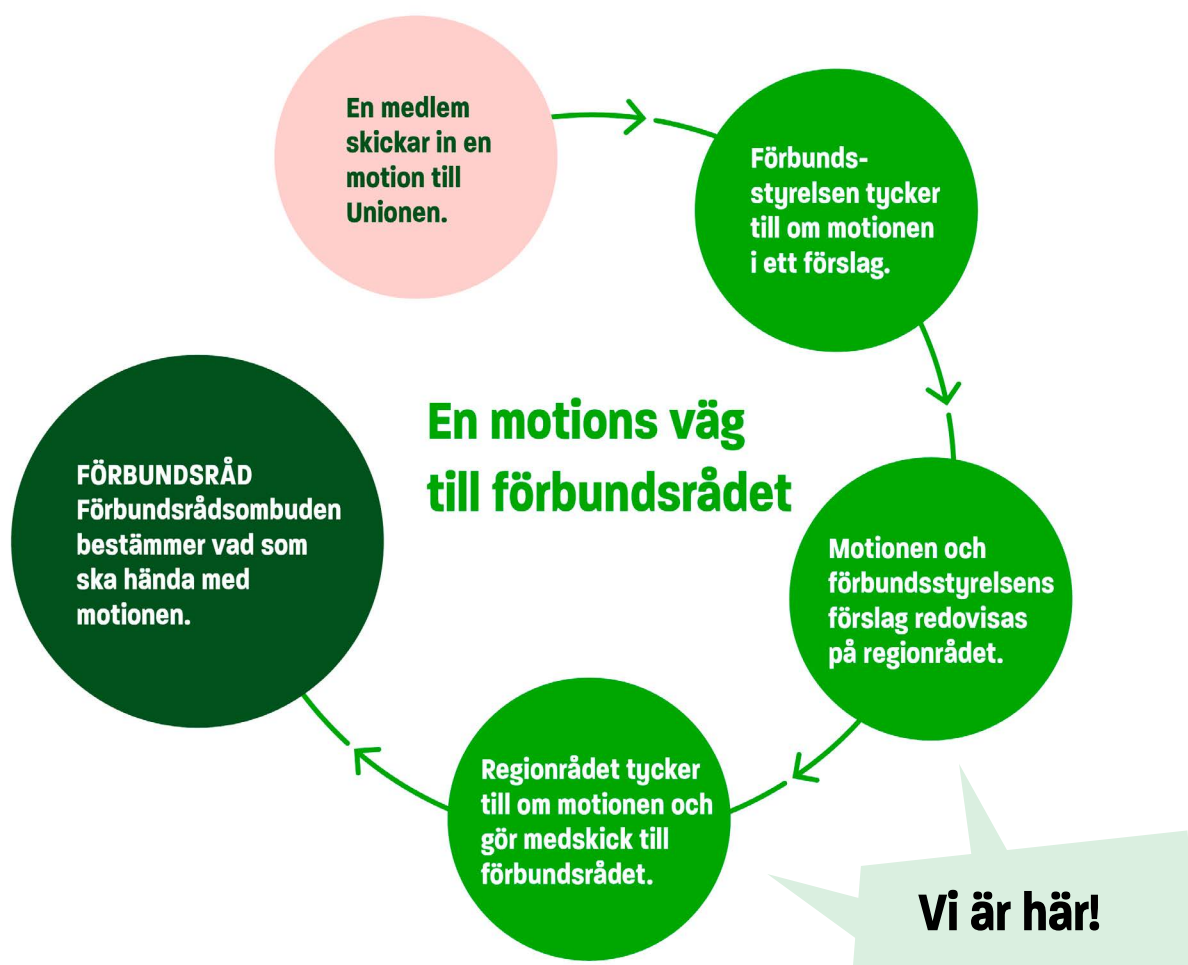 En medlem
skickar in en
motion till
Unionen.
Förbunds-
styrelsen tycker
till om motionen
i ett förslag.
En motions väg
till förbundsrådet
FÖRBUNDSRÅD
Förbundsrådsombuden
bestämmer vad som
ska hända med
motionen.
Motionen och
förbundsstyrelsens
förslag redovisas
på regionrådet.
Regionrådet tycker
till om motionen och
gör medskick till
förbundsrådet.
Vi är här!